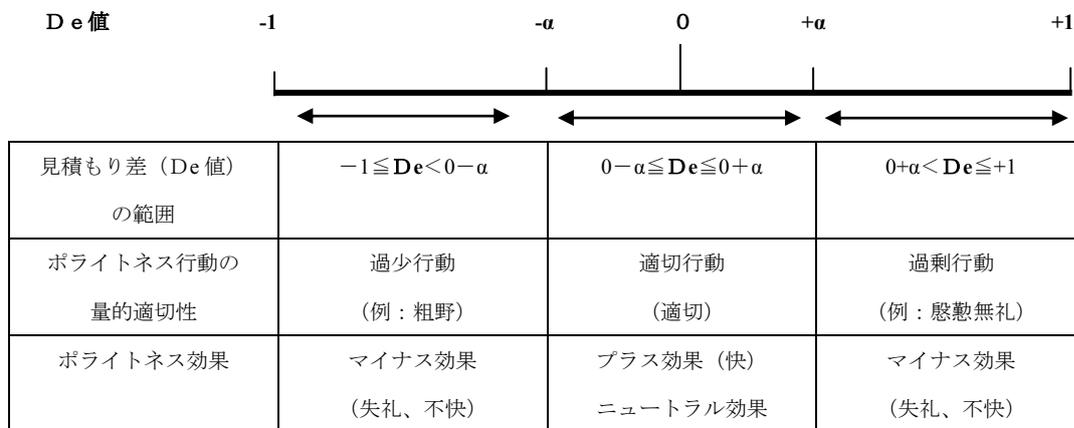 Ｄｅ値 -1 -α 0 +α +1
見積もり差（De 値） －1≦De<0－α 0－α≦De≦0＋α 0+α<De≦+1
の範囲
ポライトネス行動の 過少行動 適切行動 過剰行動
量的適切性 （例：粗野） （適切） （例：慇懃無礼）
ポライトネス効果 マイナス効果 プラス効果（快） マイナス効果
（失礼、不快） ニュートラル効果 （失礼、不快）